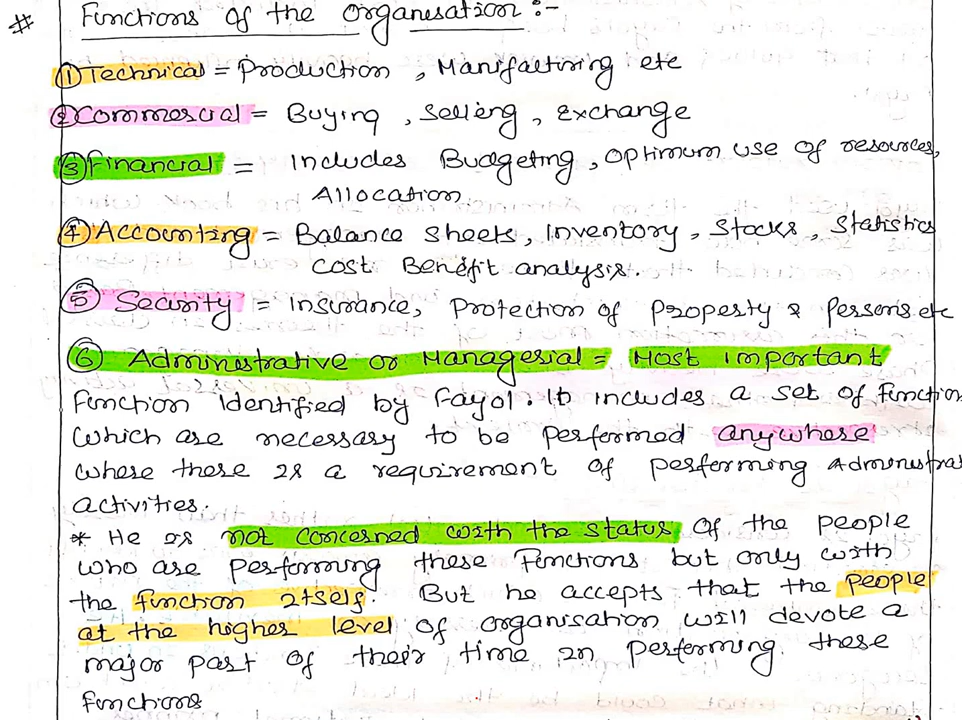 # Functions of the organisation :-
① Technical = Production , Manifacturing etc
② Commercial = Buying , selling , Exchange
③ Financial = Includes Budgeting , optimum use of resources,
Allocation
④ Accounting = Balance sheets , Inventory , Stocks , Statistics
cost Benefit analysis.
⑤ Security = Insurance, Protection of property & persons etc
⑥ Administrative or Managerial = Most important
function identified by Fayol. It includes a set of function
which are necessary to be performed anywhere
where there is a requirement of performing Administrat
activities.
* He is not concerned with the status of the people
who are performing these functions but only with
the function itself. But he accepts that the people
at the higher level of organisation will devote a
major part of their time in performing these
functions